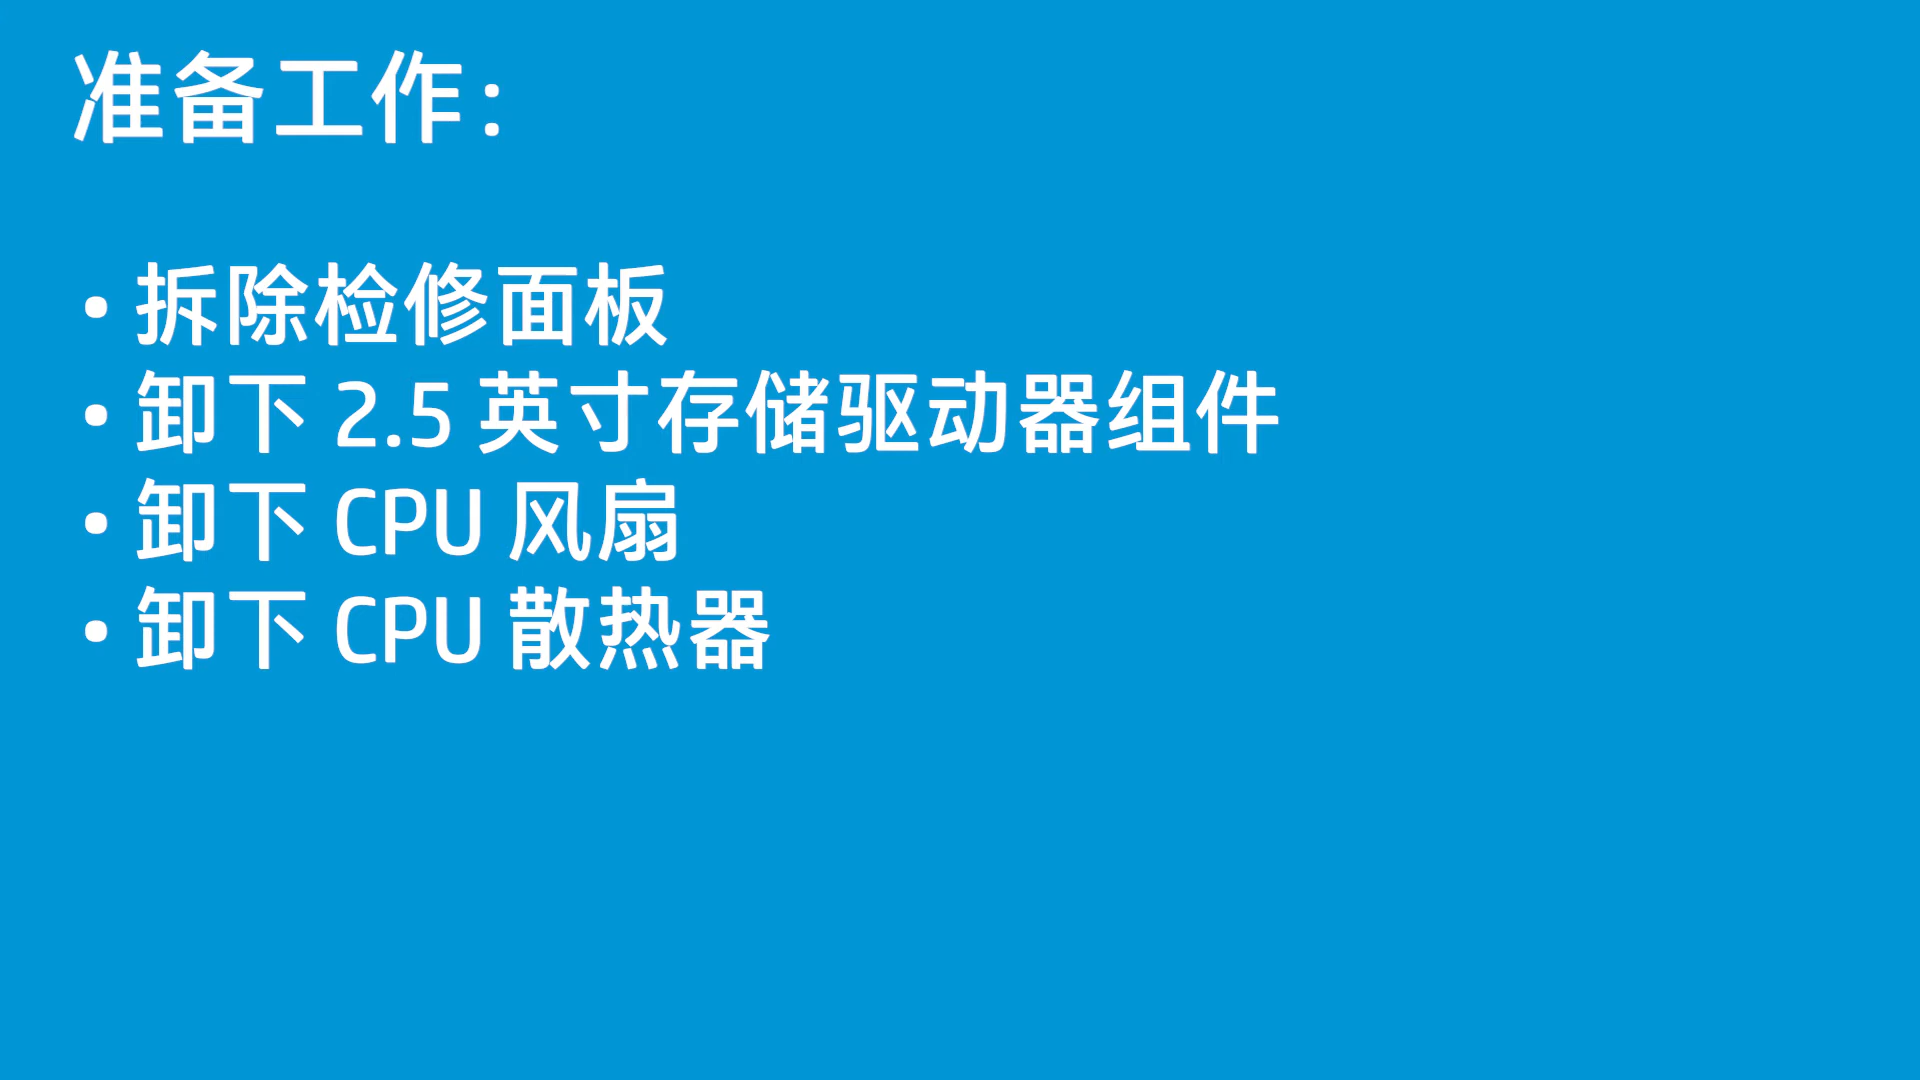 准备工作：
• 拆除检修面板
• 卸下 2.5 英寸存储驱动器组件
• 卸下 CPU 风扇
• 卸下 CPU 散热器